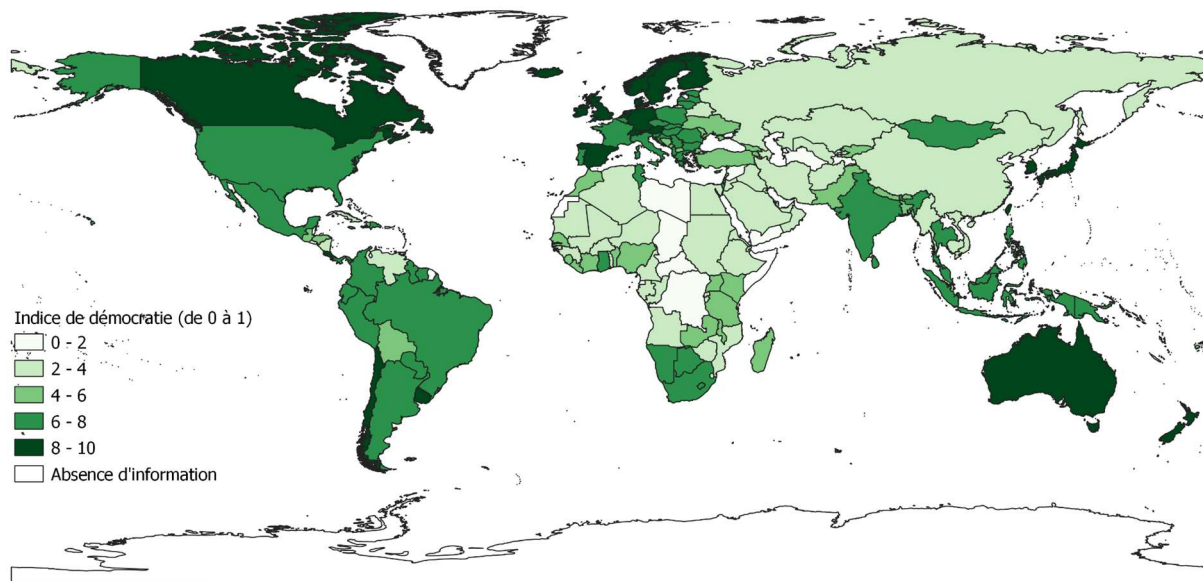 Indice de démocratie (de 0 à 1)
0 - 2
2 - 4
4 - 6
6 - 8
8 - 10
Absence d'information